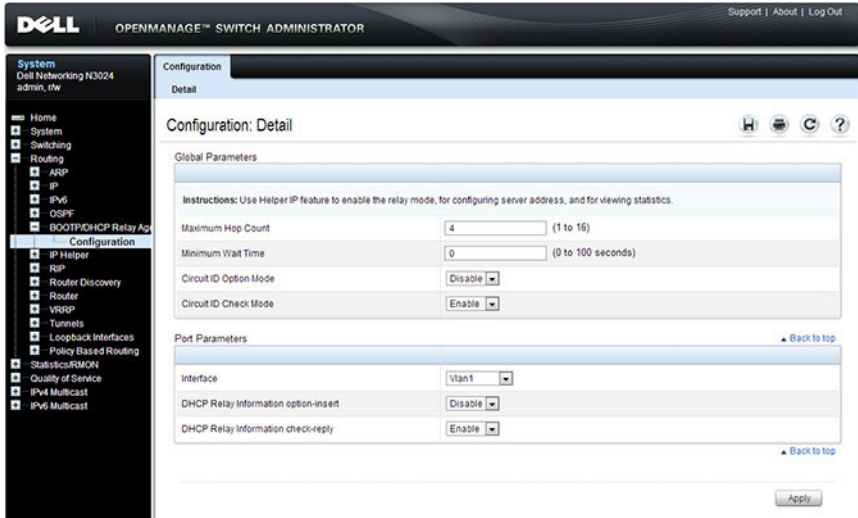 Support | About | Log Out
DELL OPENMANAGE™ SWITCH ADMINISTRATOR
System
Dell Networking N3024
admin, r/w
Home
System
Switching
Routing
ARP
IP
IPv6
OSPF
BOOTP/DHCP Relay Age
Configuration
IP Helper
RIP
Router Discovery
Router
VRRP
Tunnels
Loopback Interfaces
Policy Based Routing
Statistics/RMON
Quality of Service
IPv4 Multicast
IPv6 Multicast
Configuration
Detail
Configuration: Detail
Global Parameters
Instructions: Use Helper IP feature to enable the relay mode, for configuring server address, and for viewing statistics.
Maximum Hop Count 4 (1 to 16)
Minimum Wait Time 0 (0 to 100 seconds)
Circuit ID Option Mode Disable
Circuit ID Check Mode Enable
Port Parameters Back to top
Interface Vlan1
DHCP Relay Information option-insert Disable
DHCP Relay Information check-reply Enable
Back to top
Apply